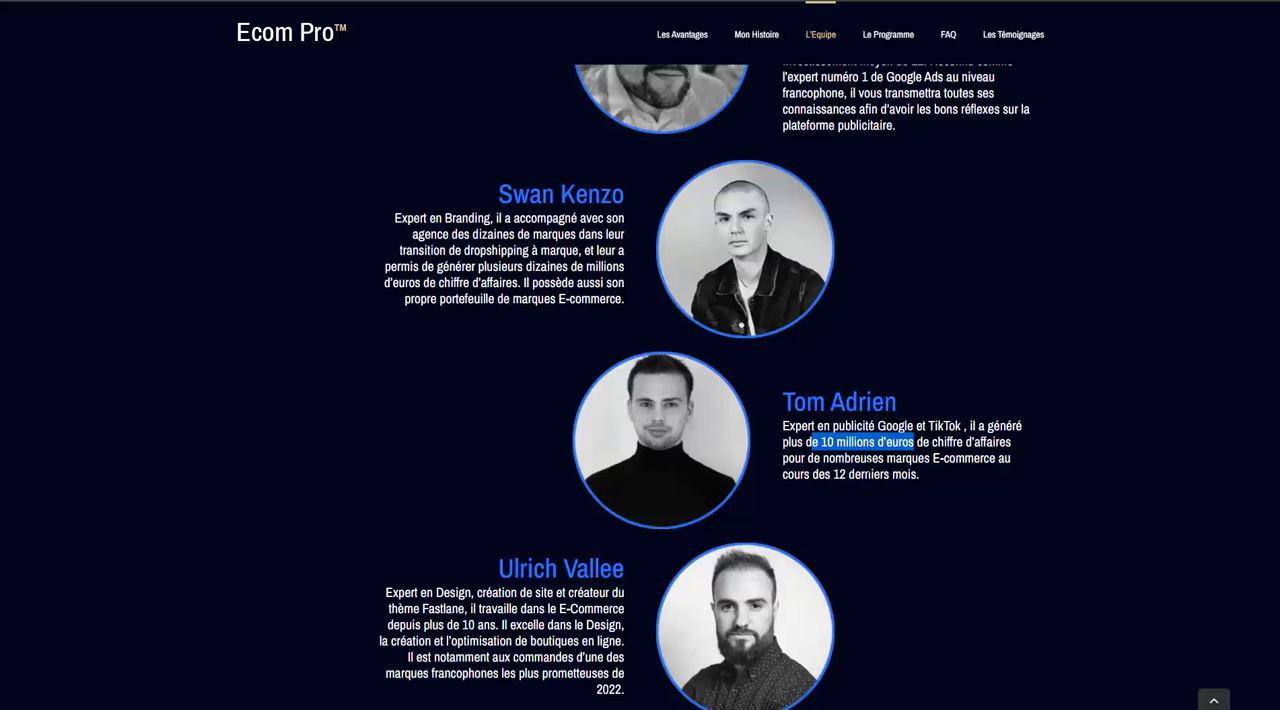 Ecom Pro™
Les Avantages
Mon Histoire
L'Equipe
Le Programme
FAQ
Les Témoignages
l'expert numéro 1 de Google Ads au niveau
francophone, il vous transmettra toutes ses
connaissances afin d'avoir les bons réflexes sur la
plateforme publicitaire.
Swan Kenzo
Expert en Branding, il a accompagné avec son
agence des dizaines de marques dans leur
transition de dropshipping à marque, et leur a
permis de générer plusieurs dizaines de millions
d'euros de chiffre d'affaires. Il possède aussi son
propre portefeuille de marques E-commerce.
Tom Adrien
Expert en publicité Google et TikTok , il a généré
plus de 10 millions d'euros de chiffre d'affaires
pour de nombreuses marques E-commerce au
cours des 12 derniers mois.
Ulrich Vallee
Expert en Design, création de site et créateur du
thème Fastlane, il travaille dans le E-Commerce
depuis plus de 10 ans. Il excelle dans le Design,
la création et l'optimisation de boutiques en ligne.
Il est notamment aux commandes d'une des
marques francophones les plus prometteuses de
2022.